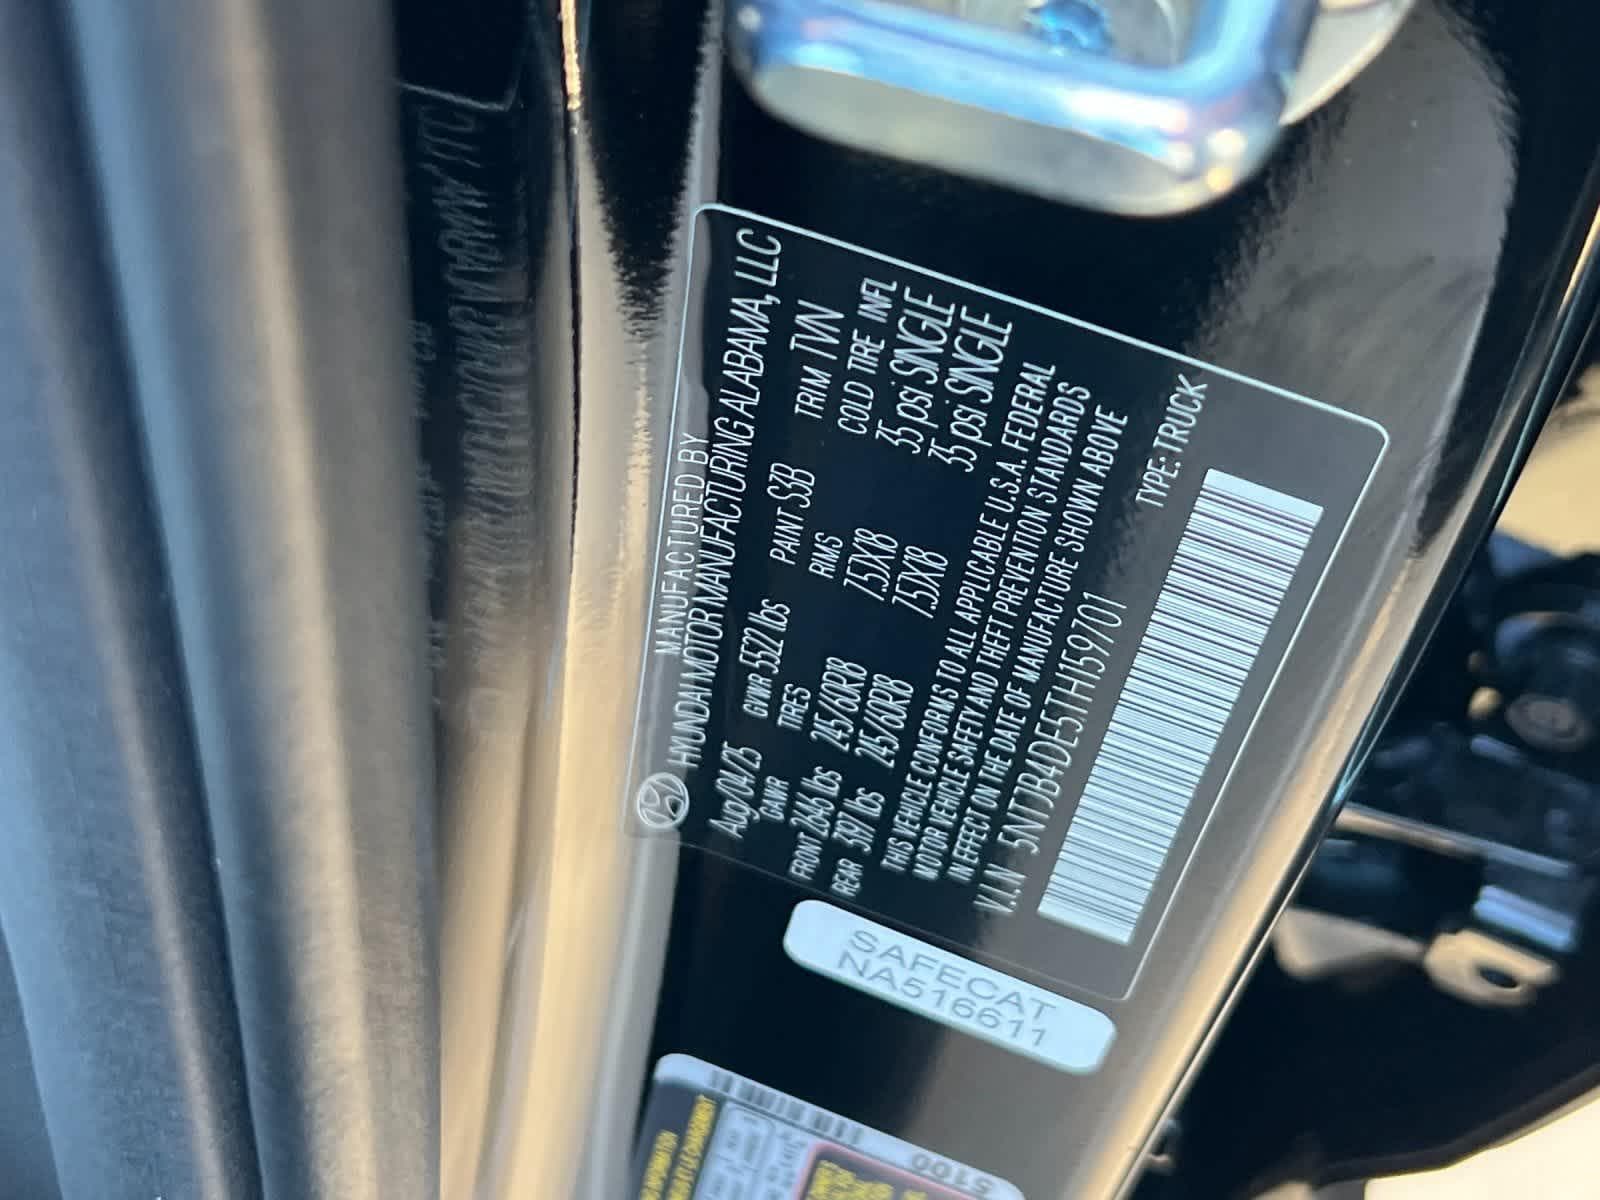 MANUFACTURED BY
HYUNDAI MOTOR MANUFACTURING ALABAMA, LLC
Aug/04/25 GVWR 5522 lbs PAINT S3B TRIM TVN
GAWR TIRES RIMS COLD TIRE INFL
FRONT 2646 lbs 245/60R18 7.5JX18 35 psi SINGLE
REAR 3097 lbs 245/60R18 7.5JX18 35 psi SINGLE
THIS VEHICLE CONFORMS TO ALL APPLICABLE U.S.A. FEDERAL
MOTOR VEHICLE SAFETY AND THEFT PREVENTION STANDARDS
IN EFFECT ON THE DATE OF MANUFACTURE SHOWN ABOVE
V.I.N 5NTJB4DE5TH159701 TYPE: TRUCK
SAFECAT
NA516611
5100